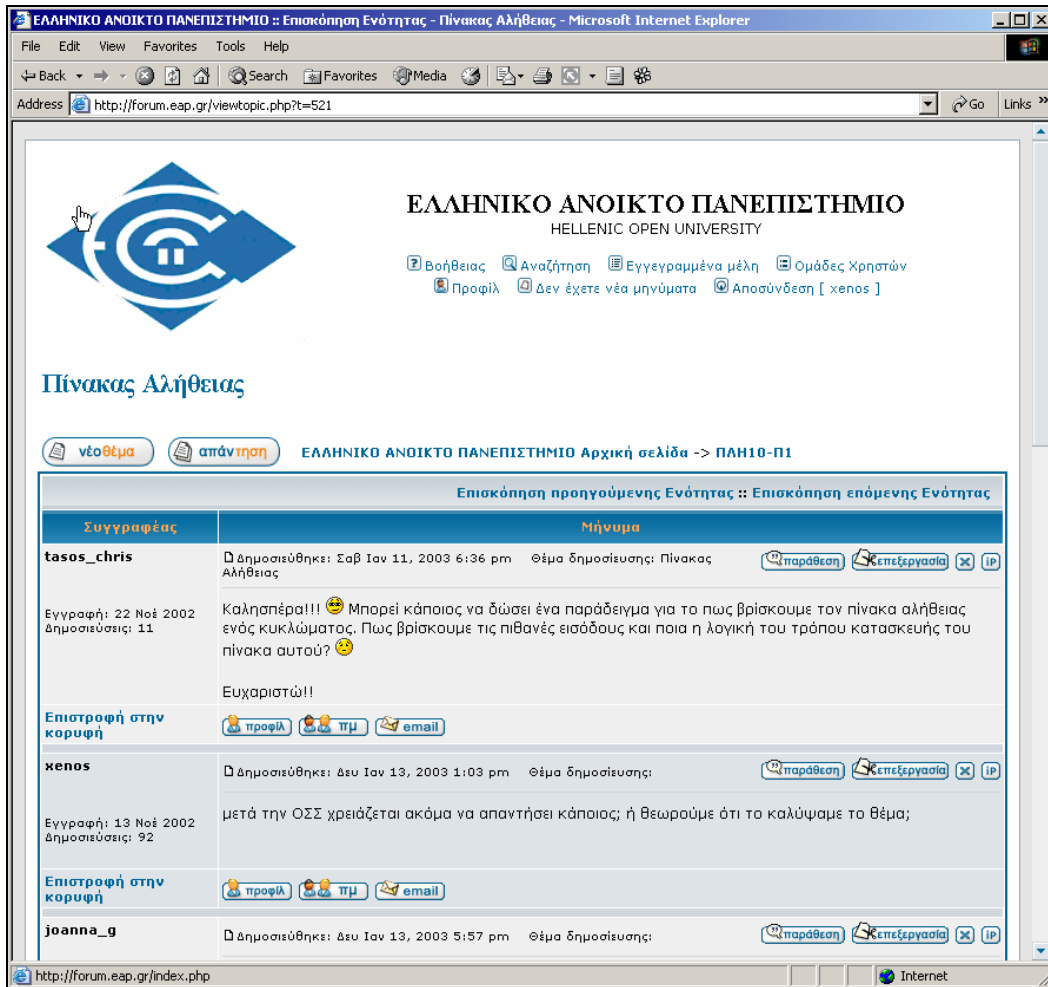 ΕΛΛΗΝΙΚΟ ΑΝΟΙΚΤΟ ΠΑΝΕΠΙΣΤΗΜΙΟ :: Επισκόπηση Ενότητας - Πίνακας Αλήθειας - Microsoft Internet Explorer
File Edit View Favorites Tools Help
Back Search Favorites Media
Address http://forum.eap.gr/viewtopic.php?t=521 Go Links »
ΕΛΛΗΝΙΚΟ ΑΝΟΙΚΤΟ ΠΑΝΕΠΙΣΤΗΜΙΟ
HELLENIC OPEN UNIVERSITY
Βοήθειας Αναζήτηση Εγγεγραμμένα μέλη Ομάδες Χρηστών
Προφίλ Δεν έχετε νέα μηνύματα Αποσύνδεση [ xenos ]
Πίνακας Αλήθειας
νέοθέμα απάντηση ΕΛΛΗΝΙΚΟ ΑΝΟΙΚΤΟ ΠΑΝΕΠΙΣΤΗΜΙΟ Αρχική σελίδα -> ΠΛΗ10-Π1
Επισκόπηση προηγούμενης Ενότητας :: Επισκόπηση επόμενης Ενότητας
Συγγραφέας Μήνυμα
tasos_chris
Δημοσιεύθηκε: Σαβ Ιαν 11, 2003 6:36 pm Θέμα δημοσίευσης: Πίνακας
Αλήθειας
παράθεση επεξεργασία x iP
Εγγραφή: 22 Νοέ 2002
Δημοσιεύσεις: 11
Καλησπέρα!!! Μπορεί κάποιος να δώσει ένα παράδειγμα για το πως βρίσκουμε τον πίνακα αλήθειας
ενός κυκλώματος. Πως βρίσκουμε τις πιθανές εισόδους και ποια η λογική του τρόπου κατασκευής του
πίνακα αυτού?
Ευχαριστώ!!
Επιστροφή στην
κορυφή
προφίλ πμ email
xenos
Δημοσιεύθηκε: Δευ Ιαν 13, 2003 1:03 pm Θέμα δημοσίευσης:
παράθεση επεξεργασία x iP
Εγγραφή: 13 Νοέ 2002
Δημοσιεύσεις: 92
μετά την ΟΣΣ χρειάζεται ακόμα να απαντήσει κάποιος; ή θεωρούμε ότι το καλύψαμε το θέμα;
Επιστροφή στην
κορυφή
προφίλ πμ email
joanna_g
Δημοσιεύθηκε: Δευ Ιαν 13, 2003 5:57 pm Θέμα δημοσίευσης:
παράθεση επεξεργασία x iP
http://forum.eap.gr/index.php Internet